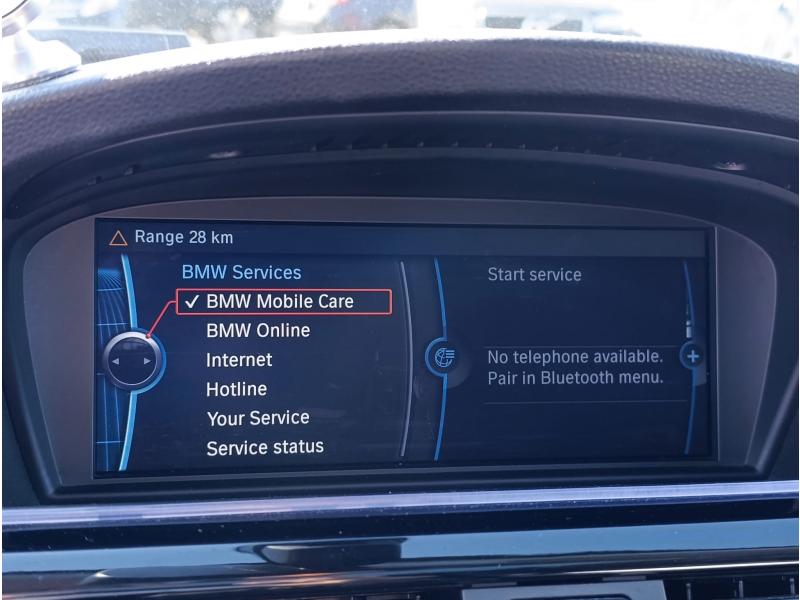 Range 28 km
BMW Services
BMW Mobile Care
BMW Online
Internet
Hotline
Your Service
Service status
Start service
No telephone available.
Pair in Bluetooth menu.